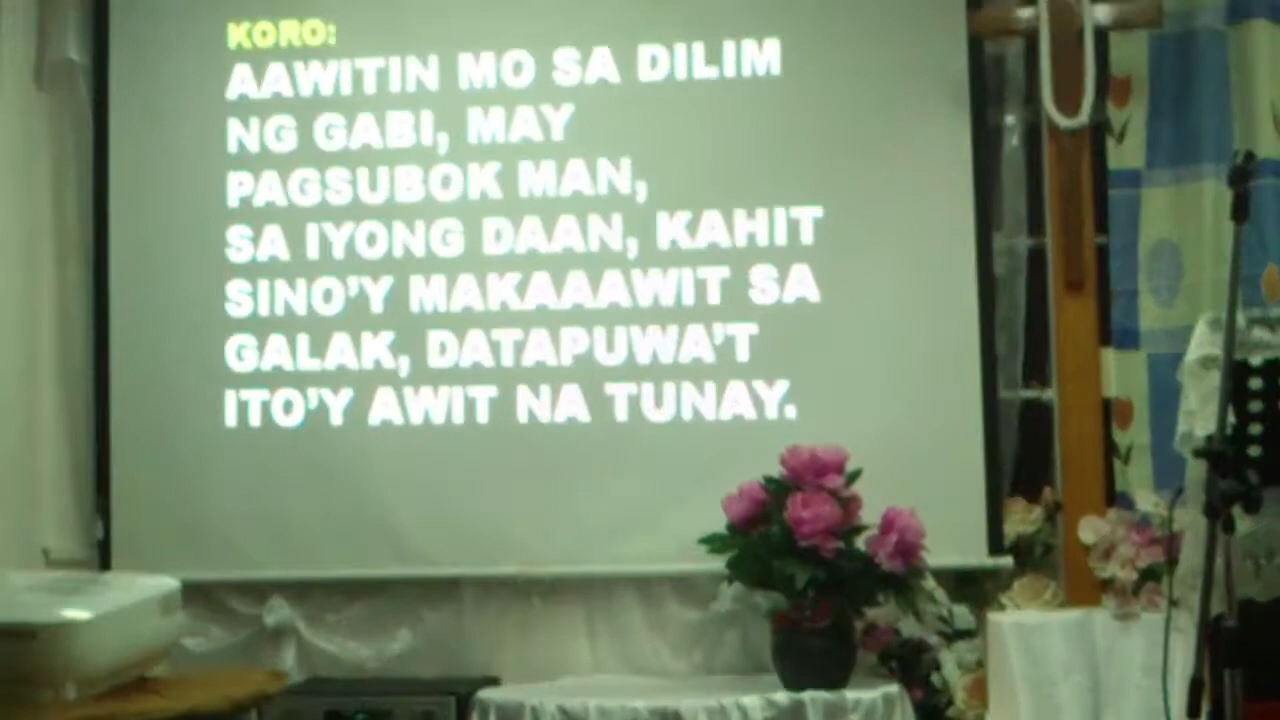 KORO:
AAWITIN MO SA DILIM
NG GABI, MAY
PAGSUBOK MAN,
SA IYONG DAAN, KAHIT
SINO'Y MAKAAAWIT SA
GALAK, DATAPUWA'T
ITO'Y AWIT NA TUNAY.